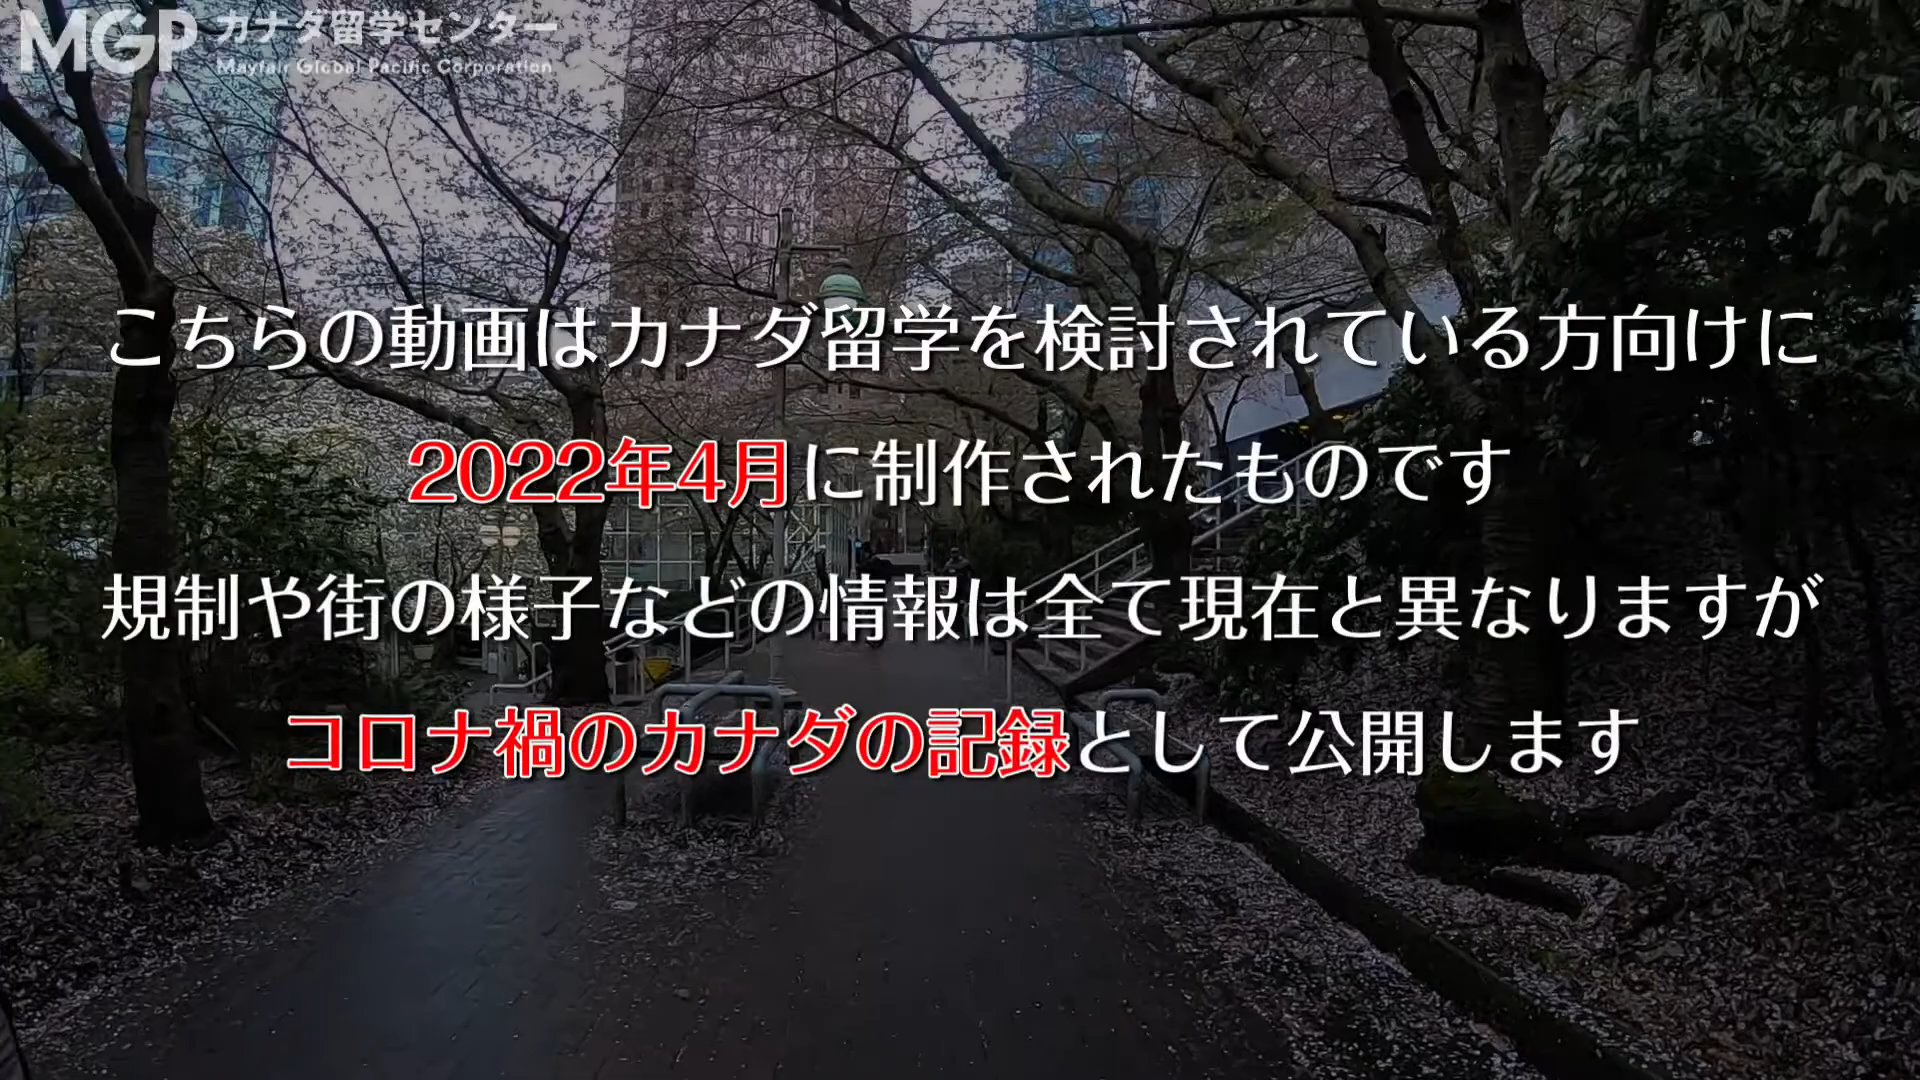 MGP カナダ留学センター
Mayfair Global Pacific Corporation
こちらの動画はカナダ留学を検討されている方向けに
2022年4月に制作されたものです
規制や街の様子などの情報は全て現在と異なりますが
コロナ禍のカナダの記録として公開します